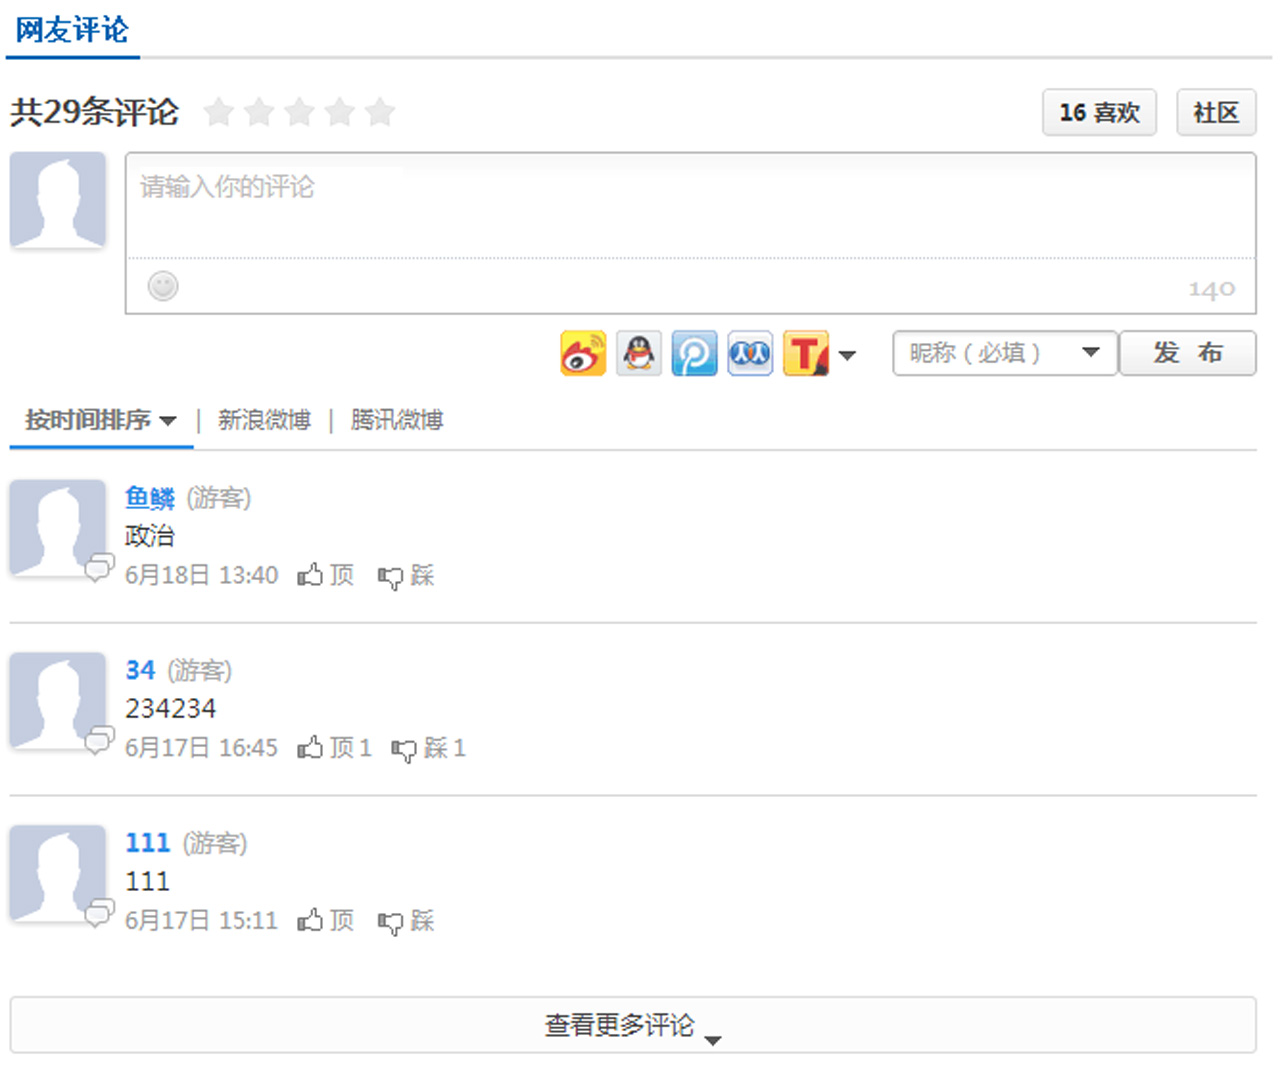 网友评论
共29条评论
16 喜欢
社区
请输入你的评论
140
T
昵称 ( 必填 )
发 布
按时间排序 | 新浪微博 | 腾讯微博
鱼鳞 (游客)
政治
6月18日 13:40 顶 踩
34 (游客)
234234
6月17日 16:45 顶 1 踩 1
111 (游客)
111
6月17日 15:11 顶 踩
查看更多评论